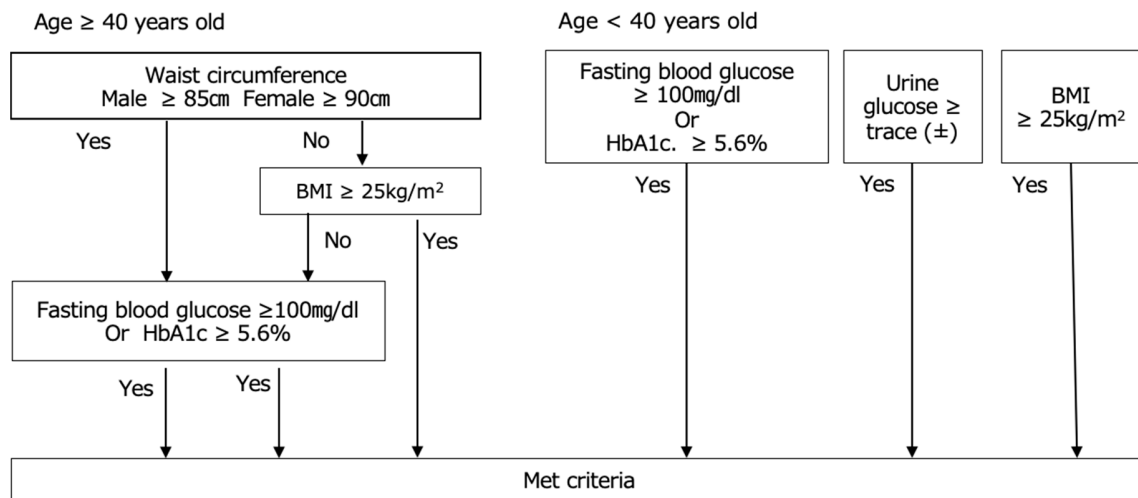 Age ≥ 40 years old
Waist circumference
Male ≥ 85㎝ Female ≥ 90㎝
Yes
No
BMI ≥ 25kg/m²
No
Yes
Fasting blood glucose ≥100㎎/dl
Or HbA1c ≥ 5.6%
Yes
Yes
Age < 40 years old
Fasting blood glucose
≥ 100mg/dl
Or
HbA1c. ≥ 5.6%
Yes
Urine
glucose ≥
trace (±)
Yes
BMI
≥ 25kg/m²
Yes
Met criteria